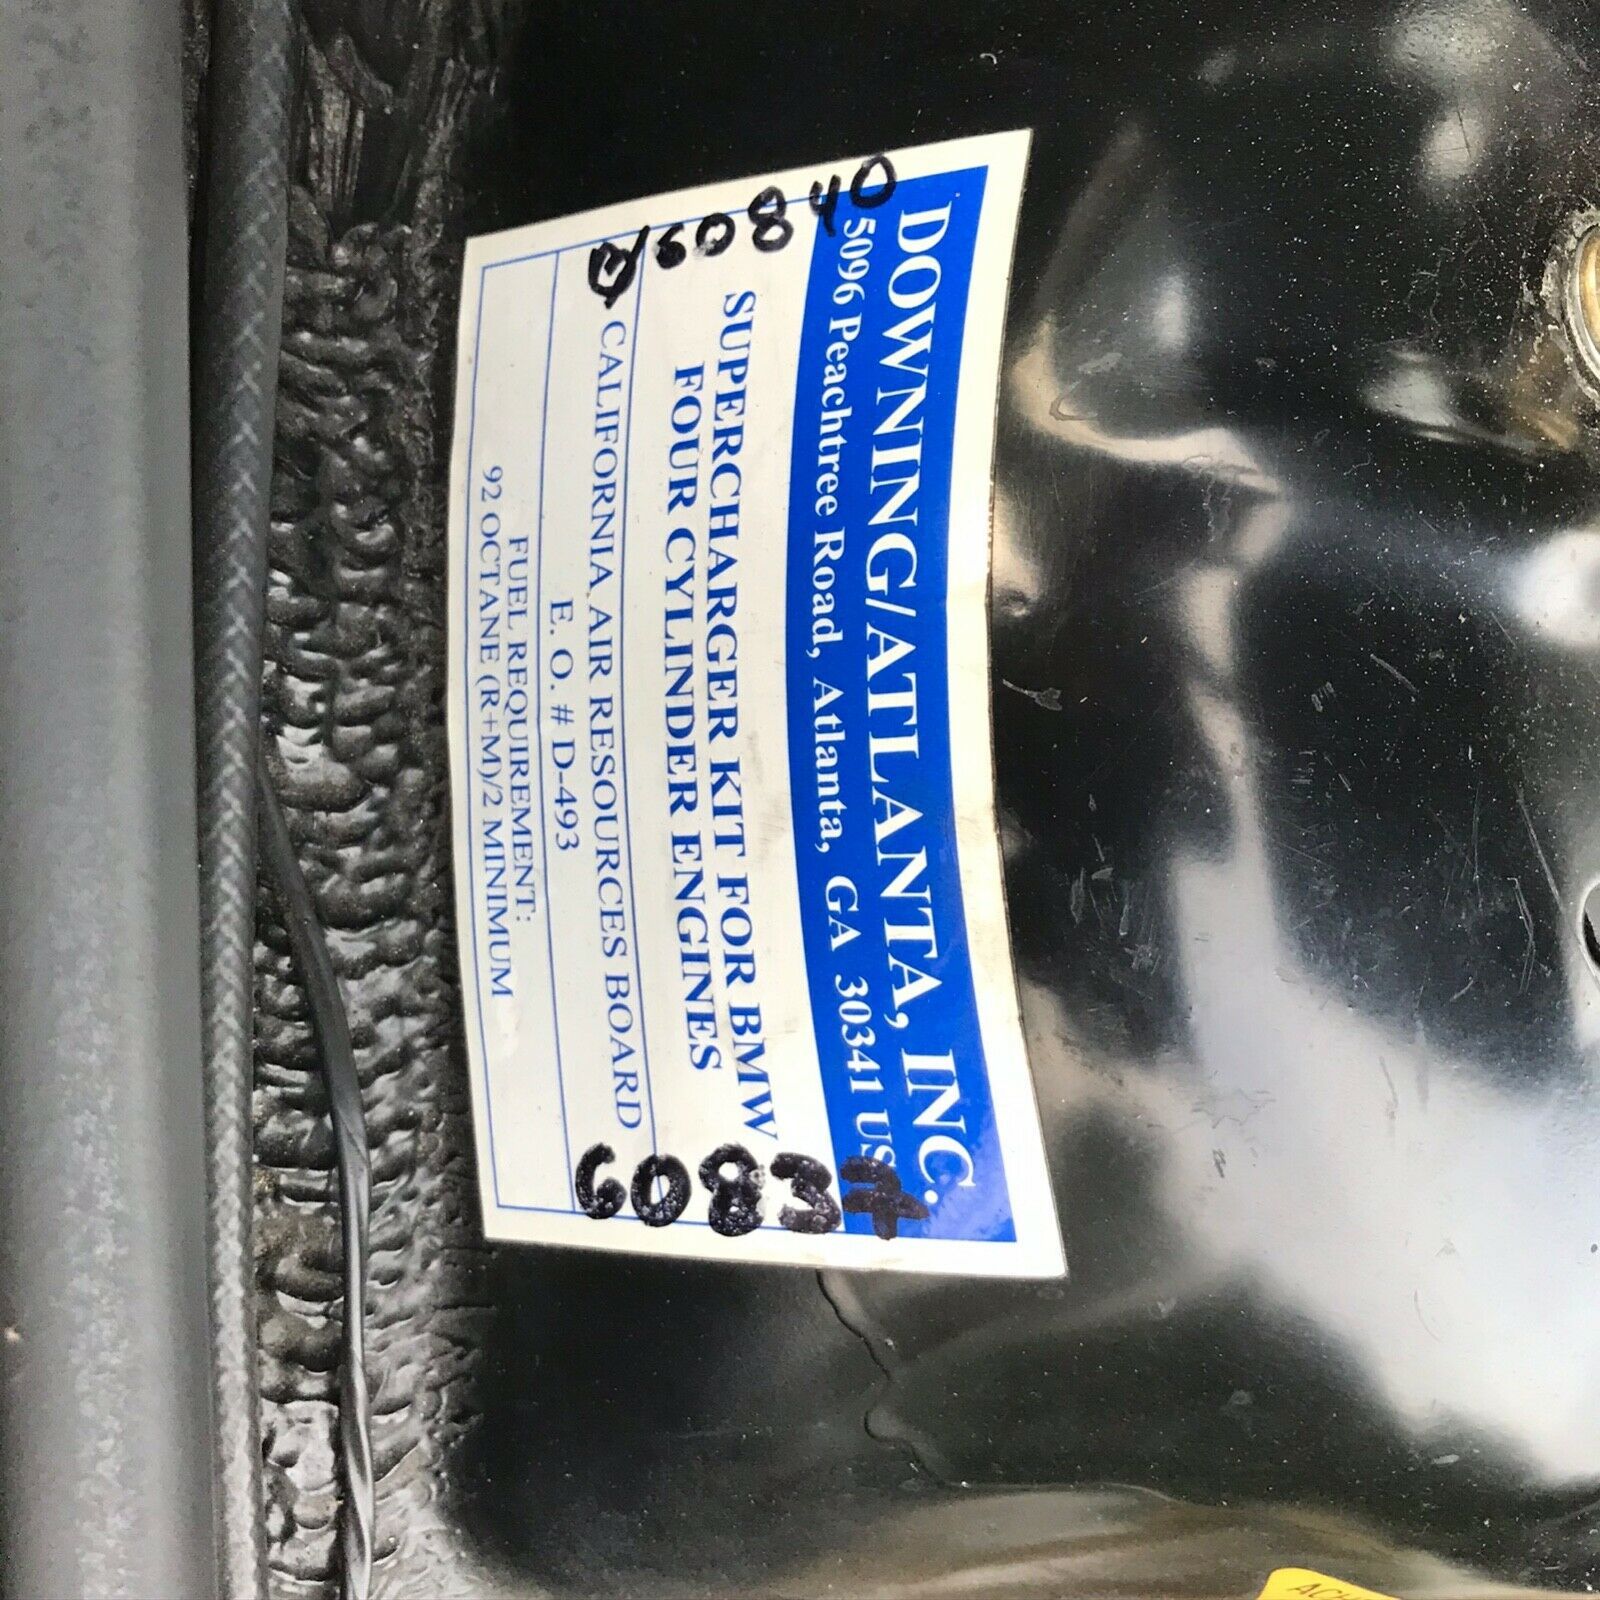 DOWNING/ATLANTA, INC.
5096 Peachtree Road, Atlanta, GA 30341 US
60840
SUPERCHARGER KIT FOR BMW
FOUR CYLINDER ENGINES
CALIFORNIA AIR RESOURCES BOARD
E. O. # D-493
FUEL REQUIREMENT:
92 OCTANE (R+M)/2 MINIMUM
60837